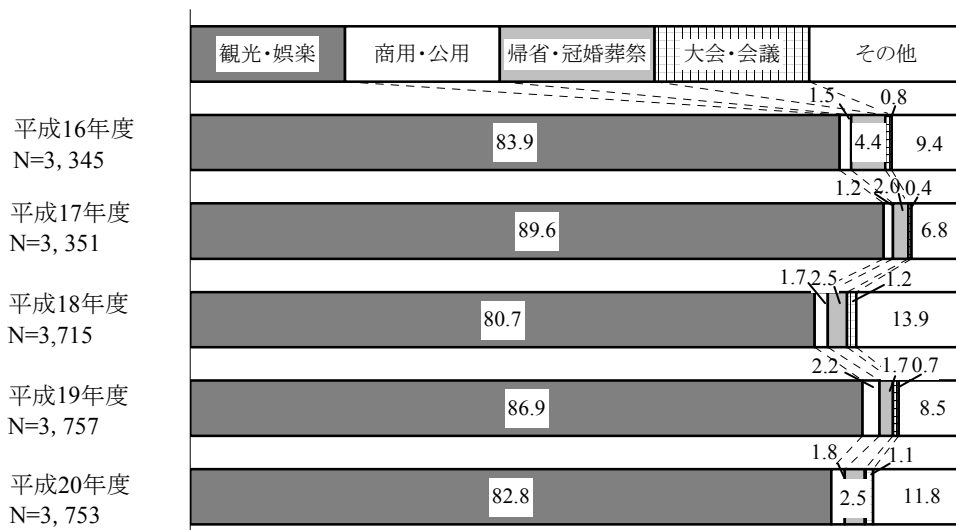 観光・娯楽 商用・公用 帰省・冠婚葬祭 大会・会議 その他
1.5 0.8
平成16年度
N=3, 345
83.9 4.4 9.4
1.2 2.0 0.4
平成17年度
N=3, 351
89.6 6.8
1.7 2.5 1.2
平成18年度
N=3,715
80.7 13.9
2.2 1.7 0.7
平成19年度
N=3, 757
86.9 8.5
1.8 1.1
平成20年度
N=3, 753
82.8 2.5 11.8